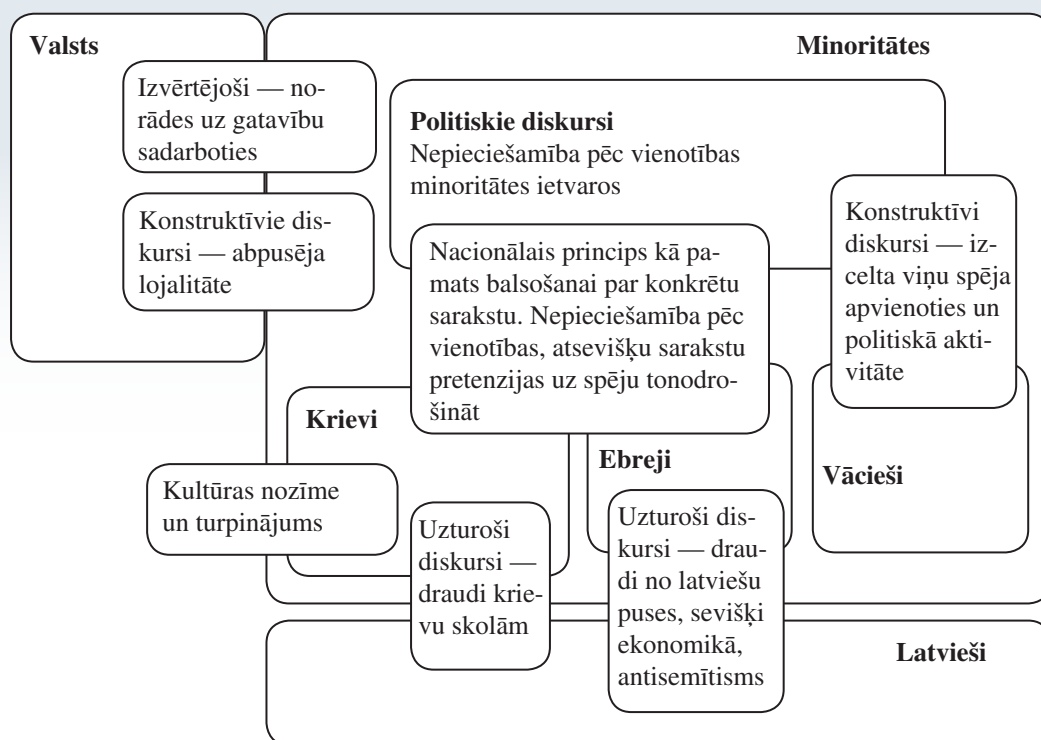 Valsts
Minoritātes
Izvērtējoši — no-
rādes uz gatavību
sadarboties
Konstruktīvie dis-
kursi — abpusēja
lojalitāte
Politiskie diskursi
Nepieciešamība pēc vienotības
minoritātes ietvaros
Konstruktīvi
diskursi — iz-
celta viņu spēja
apvienoties un
politiskā akti-
vitāte
Nacionālais princips kā pa-
mats balsošanai par konkrētu
sarakstu. Nepieciešamība pēc
vienotības, atsevišķu sarakstu
pretenzijas uz spēju tonodro-
šināt
Krievi
Ebreji
Vācieši
Kultūras nozīme
un turpinājums
Uzturoši
diskursi —
draudi krie-
vu skolām
Uzturoši dis-
kursi — drau-
di no latviešu
puses, sevišķi
ekonomikā,
antisemītisms
Latvieši